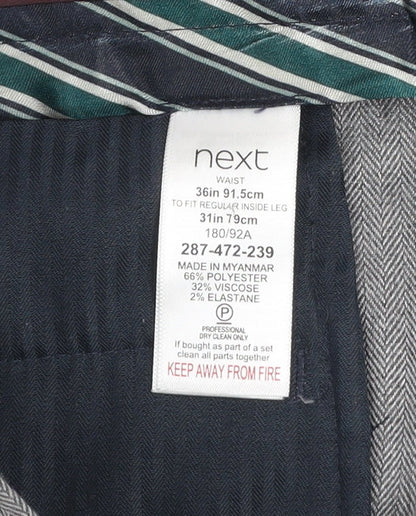 next
WAIST
36in 91.5cm
TO FIT REGULAR INSIDE LEG
31in 79cm
180/92A
287-472-239
MADE IN MYANMAR
66% POLYESTER
32% VISCOSE
2% ELASTANE
P
PROFESSIONAL
DRY CLEAN ONLY
If bought as part of a set
clean all parts together
KEEP AWAY FROM FIRE